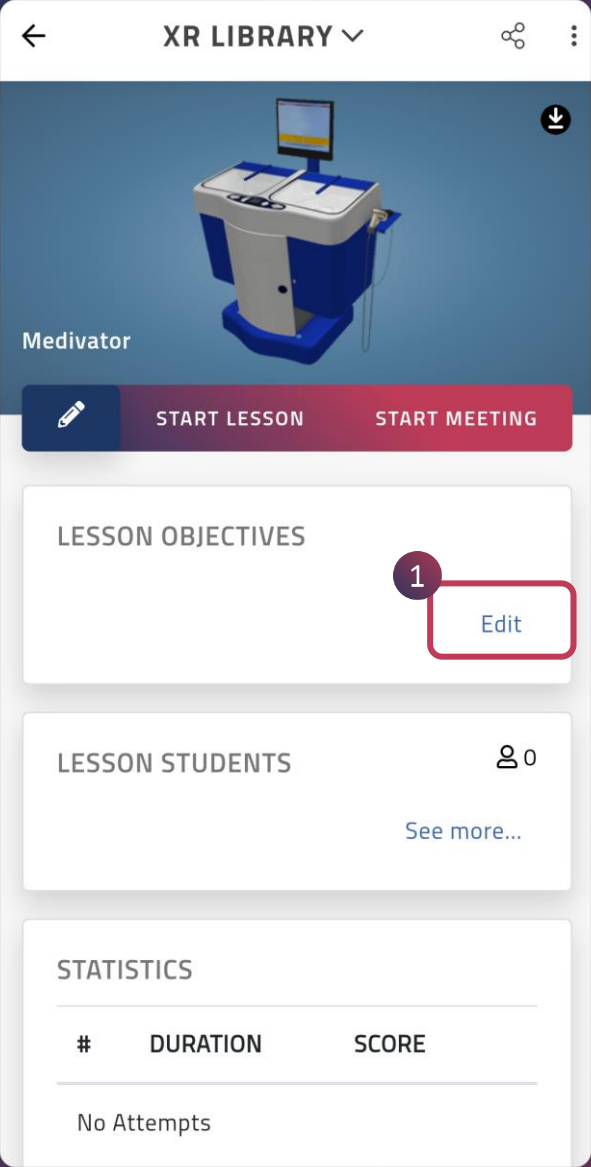 XR LIBRARY
Medivator
START LESSON START MEETING
LESSON OBJECTIVES
1
Edit
LESSON STUDENTS 0
See more...
STATISTICS
# DURATION SCORE
No Attempts